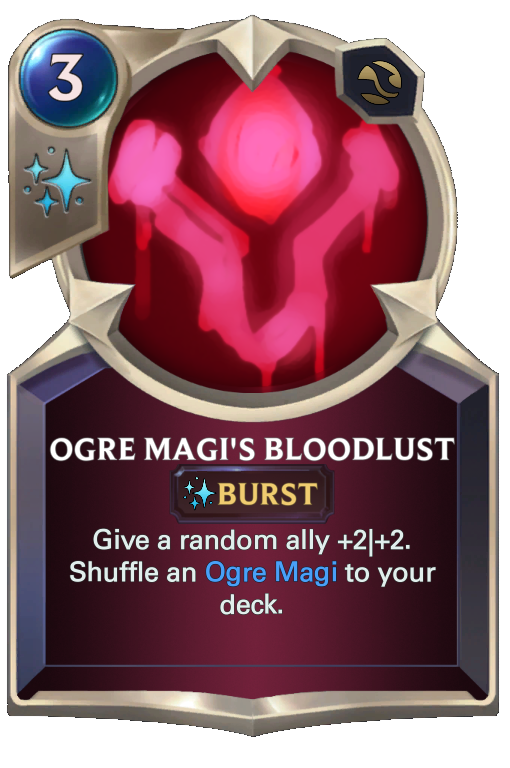 3
OGRE MAGI'S BLOODLUST
BURST
Give a random ally +2|+2.
Shuffle an Ogre Magi to your
deck.